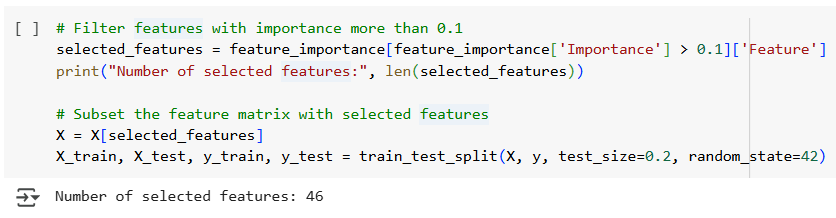 [ ] # Filter features with importance more than 0.1
selected_features = feature_importance[feature_importance['Importance'] > 0.1]['Feature']
print("Number of selected features:", len(selected_features))
# Subset the feature matrix with selected features
X = X[selected_features]
X_train, X_test, y_train, y_test = train_test_split(X, y, test_size=0.2, random_state=42)
Number of selected features: 46